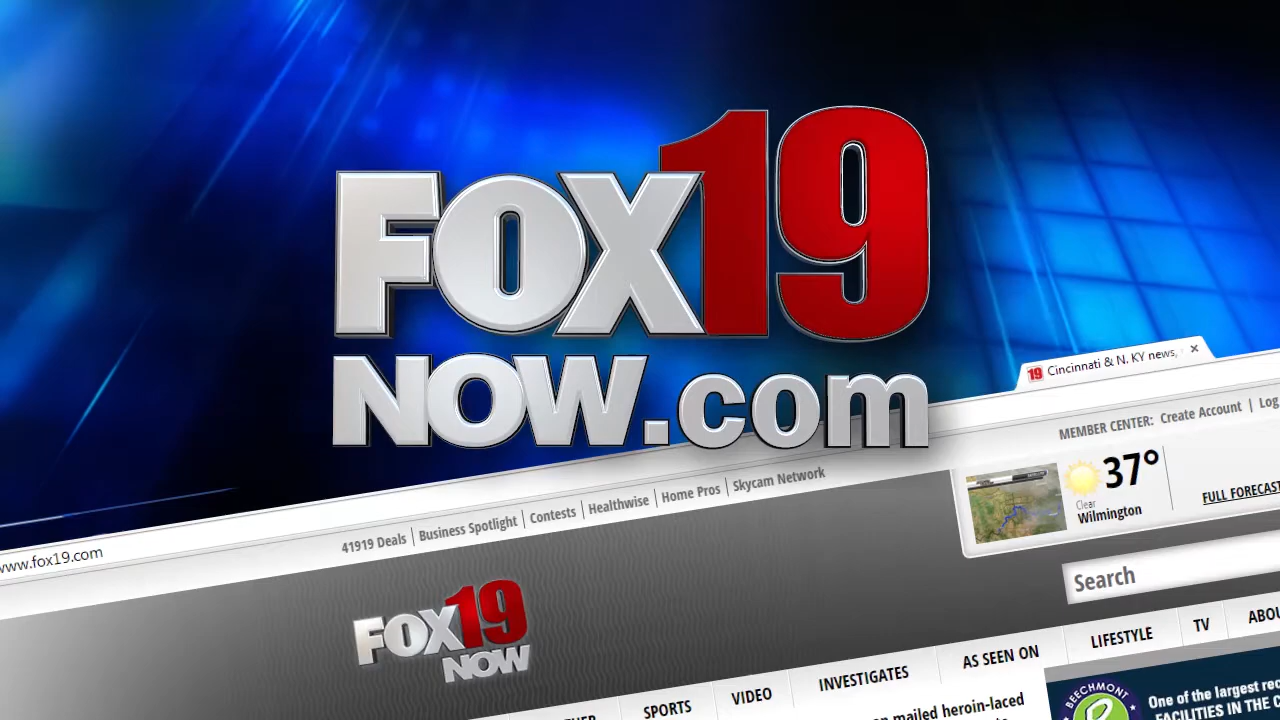 FOX19
NOW.com
Cincinnati & N. KY news,
MEMBER CENTER: Create Account | Log
37°
Clear
Wilmington
FULL FORECAST
41919 Deals | Business Spotlight | Contests | Healthwise | Home Pros | Skycam Network
www.fox19.com
Search
FOX19
NOW
SPORTS VIDEO INVESTIGATES AS SEEN ON LIFESTYLE TV
mailed heroin-laced
BEECHMONT
One of the largest
FACILITIES IN THE